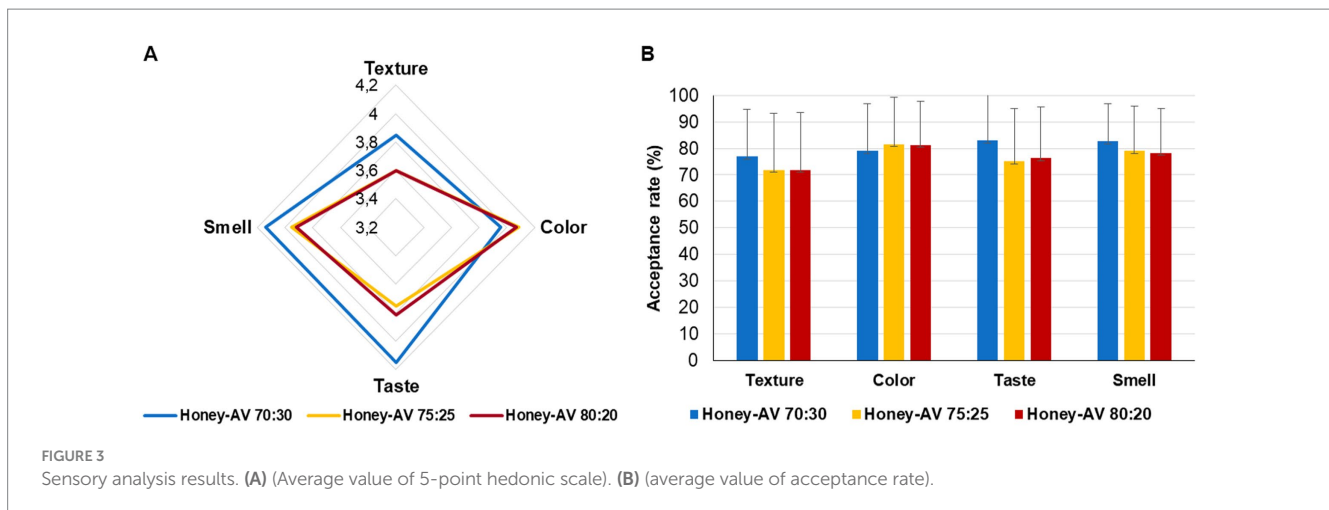 A
Texture
4,2
4
3,8
3,6
3,4
3,2
Smell
Color
Taste
Honey-AV 70:30 Honey-AV 75:25 Honey-AV 80:20
B
Acceptance rate (%)
100
90
80
70
60
50
40
30
20
10
0
Texture Color Taste Smell
Honey-AV 70:30 Honey-AV 75:25 Honey-AV 80:20
FIGURE 3
Sensory analysis results. (A) (Average value of 5-point hedonic scale). (B) (average value of acceptance rate).